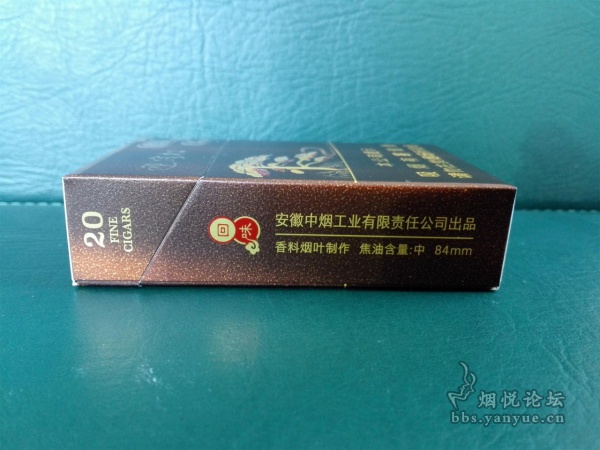 20
FINE
CIGARS
回味
安徽中烟工业有限责任公司出品
香料烟叶制作 焦油含量:中 84mm
烟悦论坛
bbs.yanyue.cn